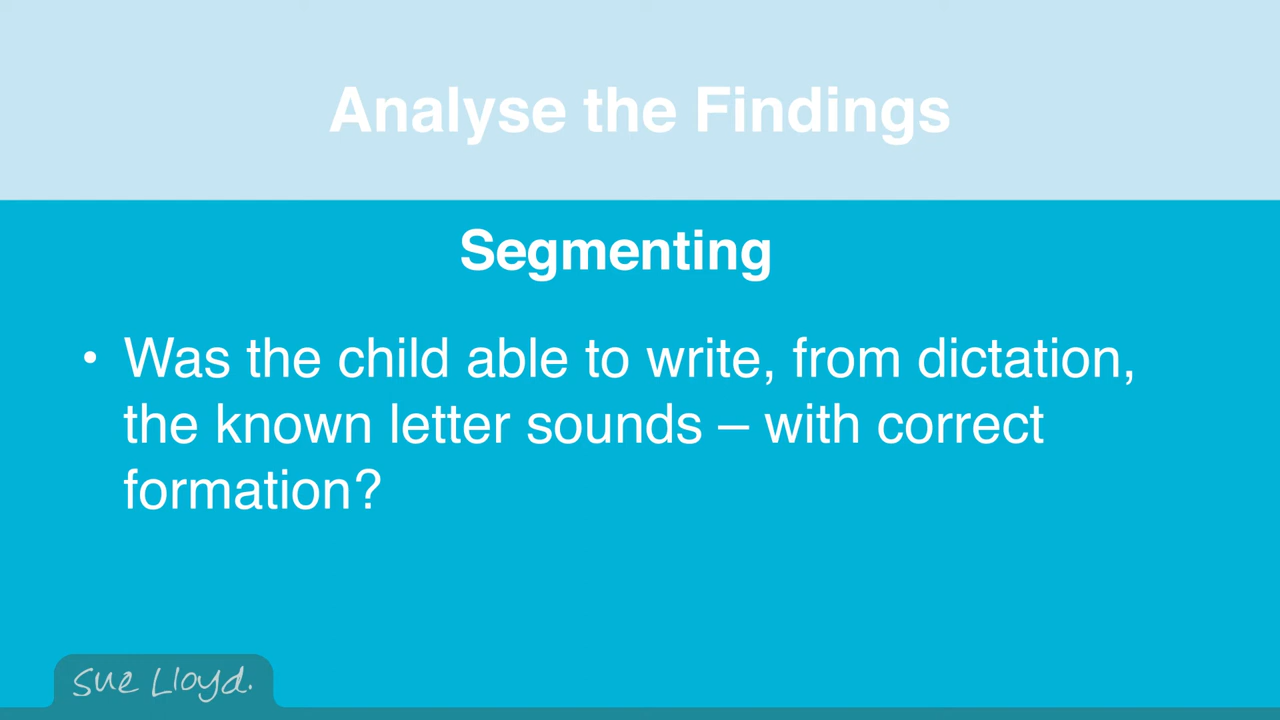 Analyse the Findings
Segmenting
• Was the child able to write, from dictation,
the known letter sounds – with correct
formation?
Sue Lloyd.